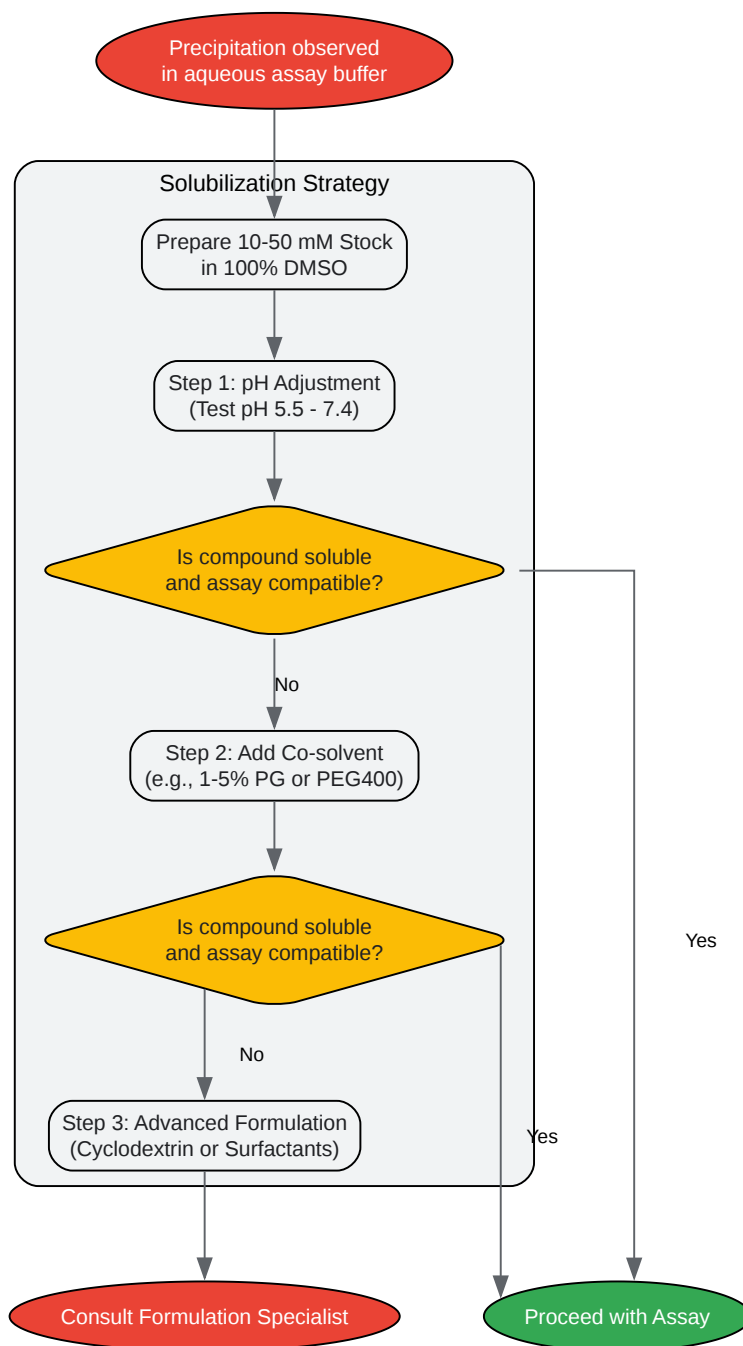 Precipitation observed
in aqueous assay buffer
Solubilization Strategy
Prepare 10-50 mM Stock
in 100% DMSO
Step 1: pH Adjustment
(Test pH 5.5 - 7.4)
Is compound soluble
and assay compatible?
No
Step 2: Add Co-solvent
(e.g., 1-5% PG or PEG400)
Is compound soluble
and assay compatible?
Yes
No
Step 3: Advanced Formulation
(Cyclodextrin or Surfactants)
Yes
Consult Formulation Specialist
Proceed with Assay